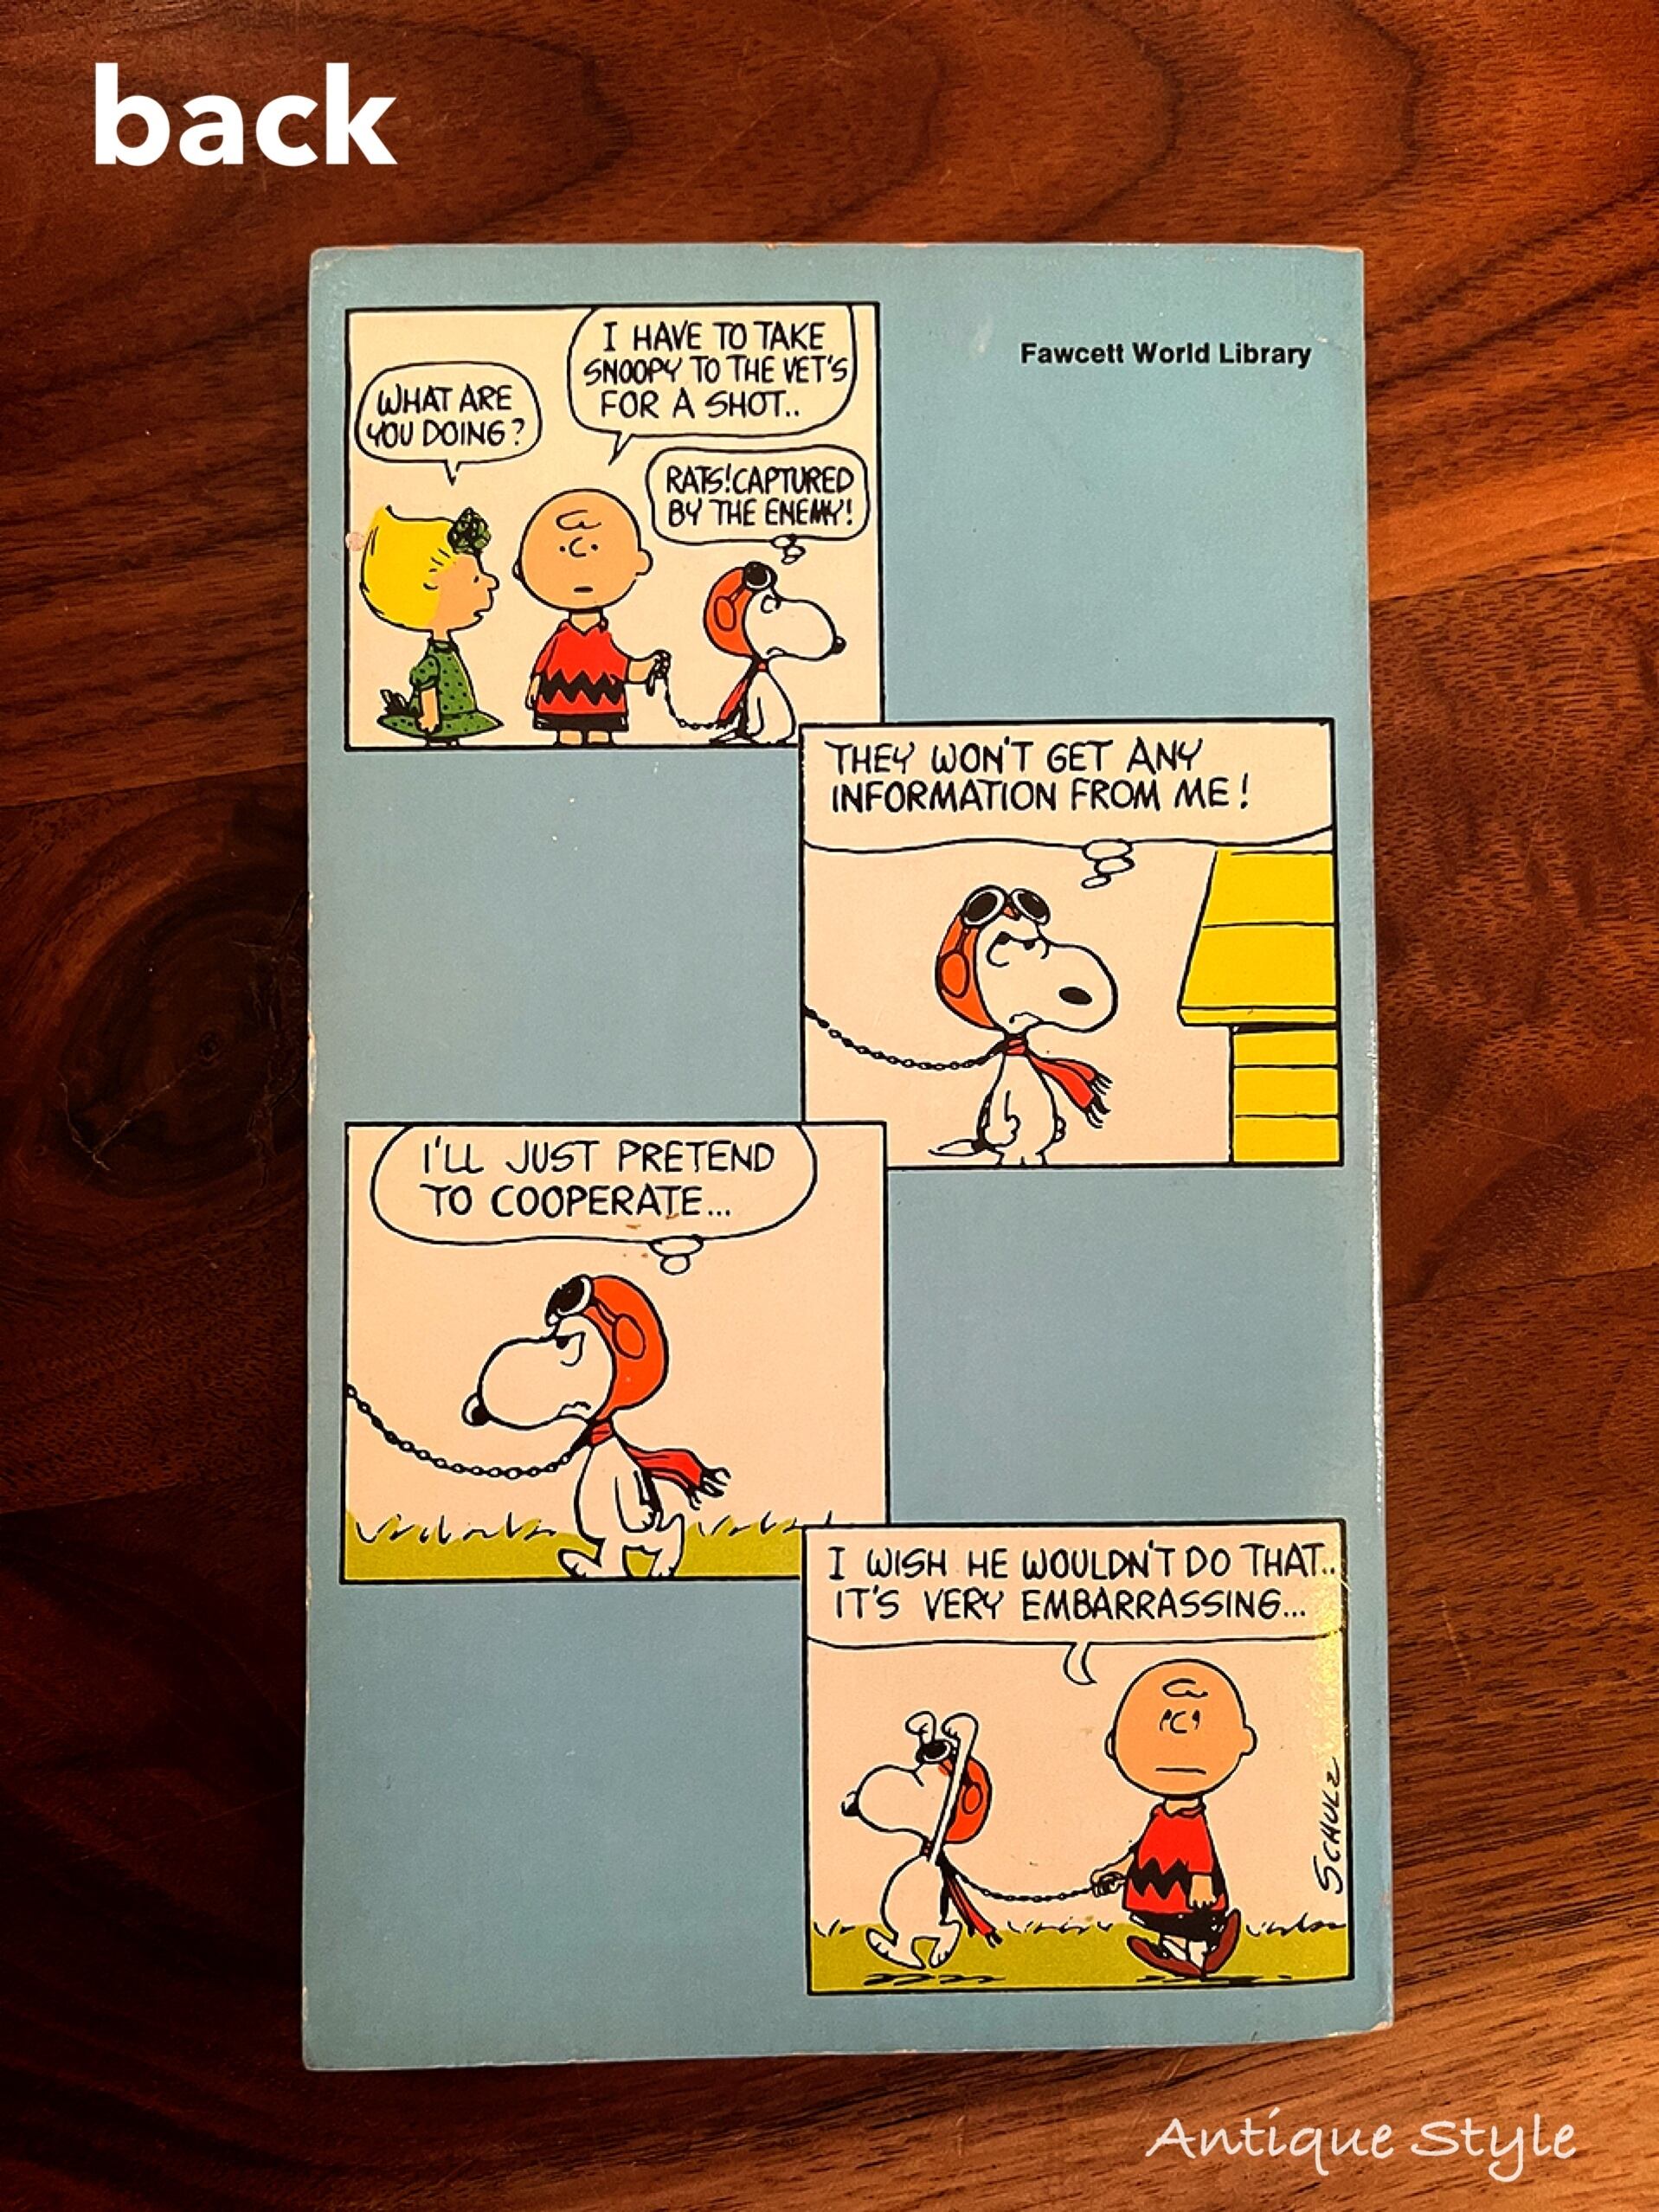 back
Fawcett World Library
WHAT ARE
YOU DOING?
I HAVE TO TAKE
SNOOPY TO THE VET'S
FOR A SHOT..
RATS! CAPTURED
BY THE ENEMY!
THEY WON'T GET ANY
INFORMATION FROM ME!
I'LL JUST PRETEND
TO COOPERATE...
I WISH HE WOULDN'T DO THAT..
IT'S VERY EMBARRASSING...
SCHULZ
Antique Style